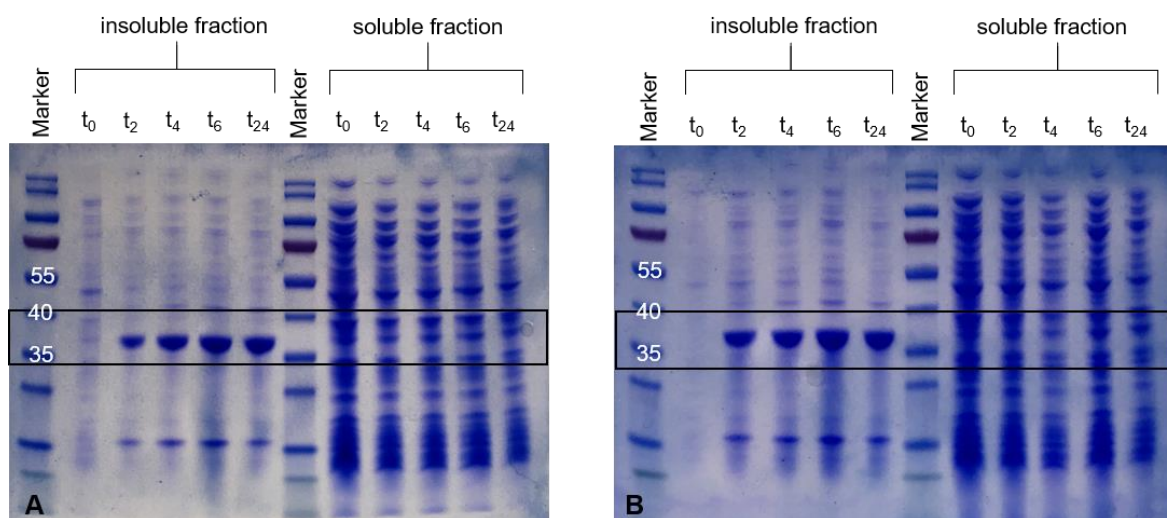 insoluble fraction soluble fraction
Marker t0 t2 t4 t6 t24 Marker t0 t2 t4 t6 t24
55
40
35
A
insoluble fraction soluble fraction
Marker t0 t2 t4 t6 t24 Marker t0 t2 t4 t6 t24
55
40
35
B